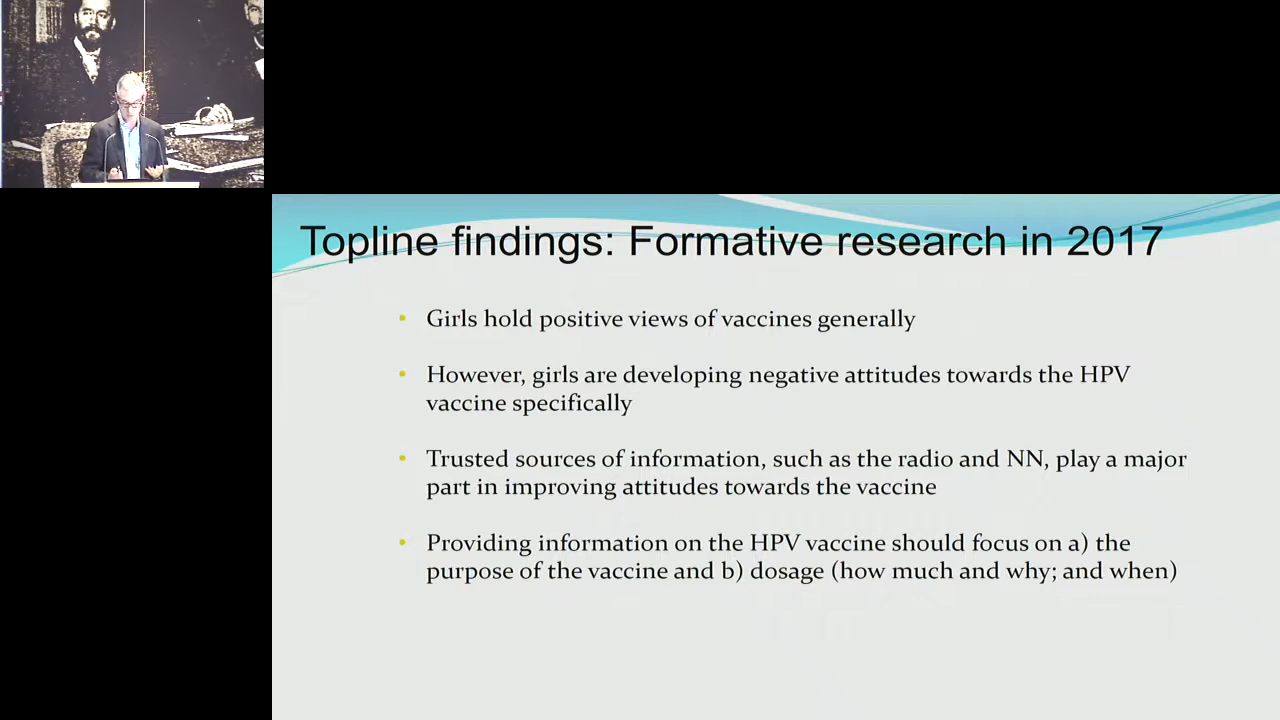 Topline findings: Formative research in 2017
• Girls hold positive views of vaccines generally
• However, girls are developing negative attitudes towards the HPV
vaccine specifically
• Trusted sources of information, such as the radio and NN, play a major
part in improving attitudes towards the vaccine
• Providing information on the HPV vaccine should focus on a) the
purpose of the vaccine and b) dosage (how much and why; and when)